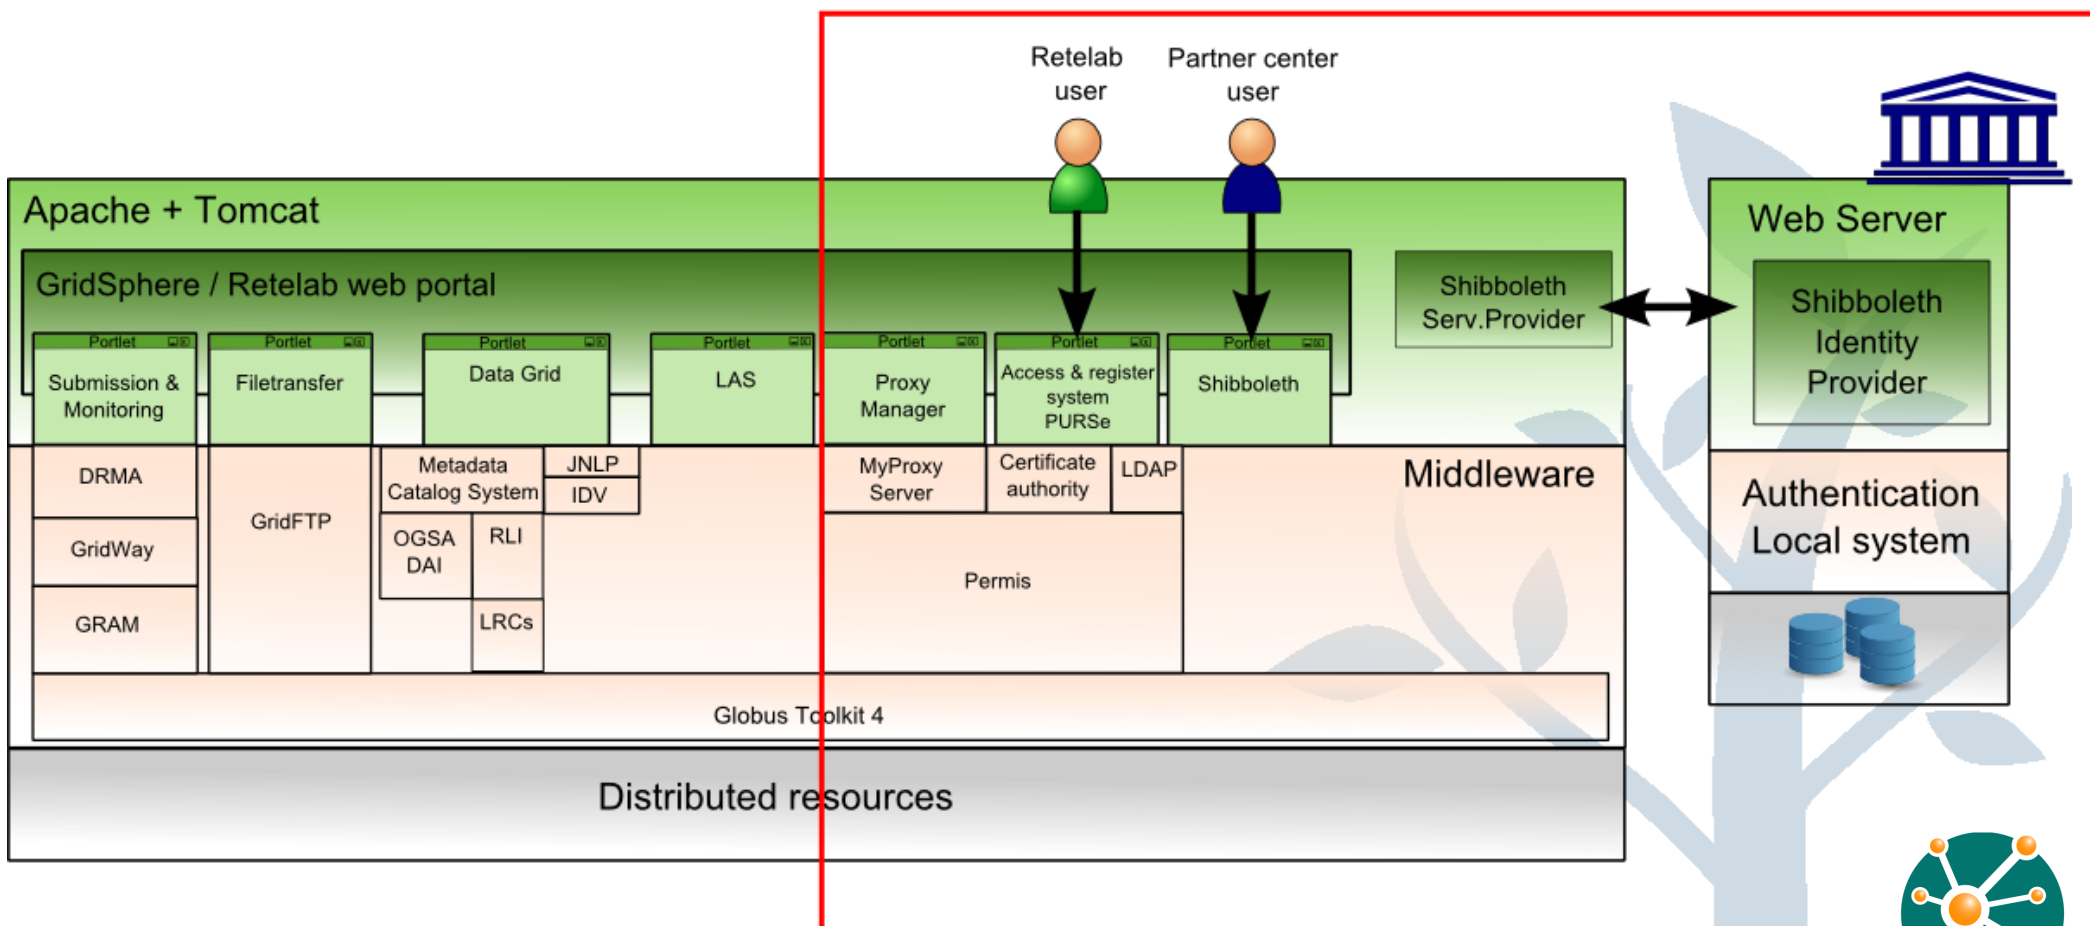 Retelab
user
Partner center
user
Apache + Tomcat
GridSphere / Retelab web portal
Shibboleth
Serv.Provider
Web Server
Shibboleth
Identity
Provider
Portlet
Submission &
Monitoring
Portlet
Filetransfer
Portlet
Data Grid
Portlet
LAS
Portlet
Proxy
Manager
Portlet
Access & register
system
PURSe
Portlet
Shibboleth
DRMA
GridWay
GRAM
GridFTP
Metadata
Catalog System
JNLP
IDV
OGSA
DAI
RLI
LRCs
MyProxy
Server
Certificate
authority
LDAP
Permis
Middleware
Authentication
Local system
Globus Toolkit 4
Distributed resources